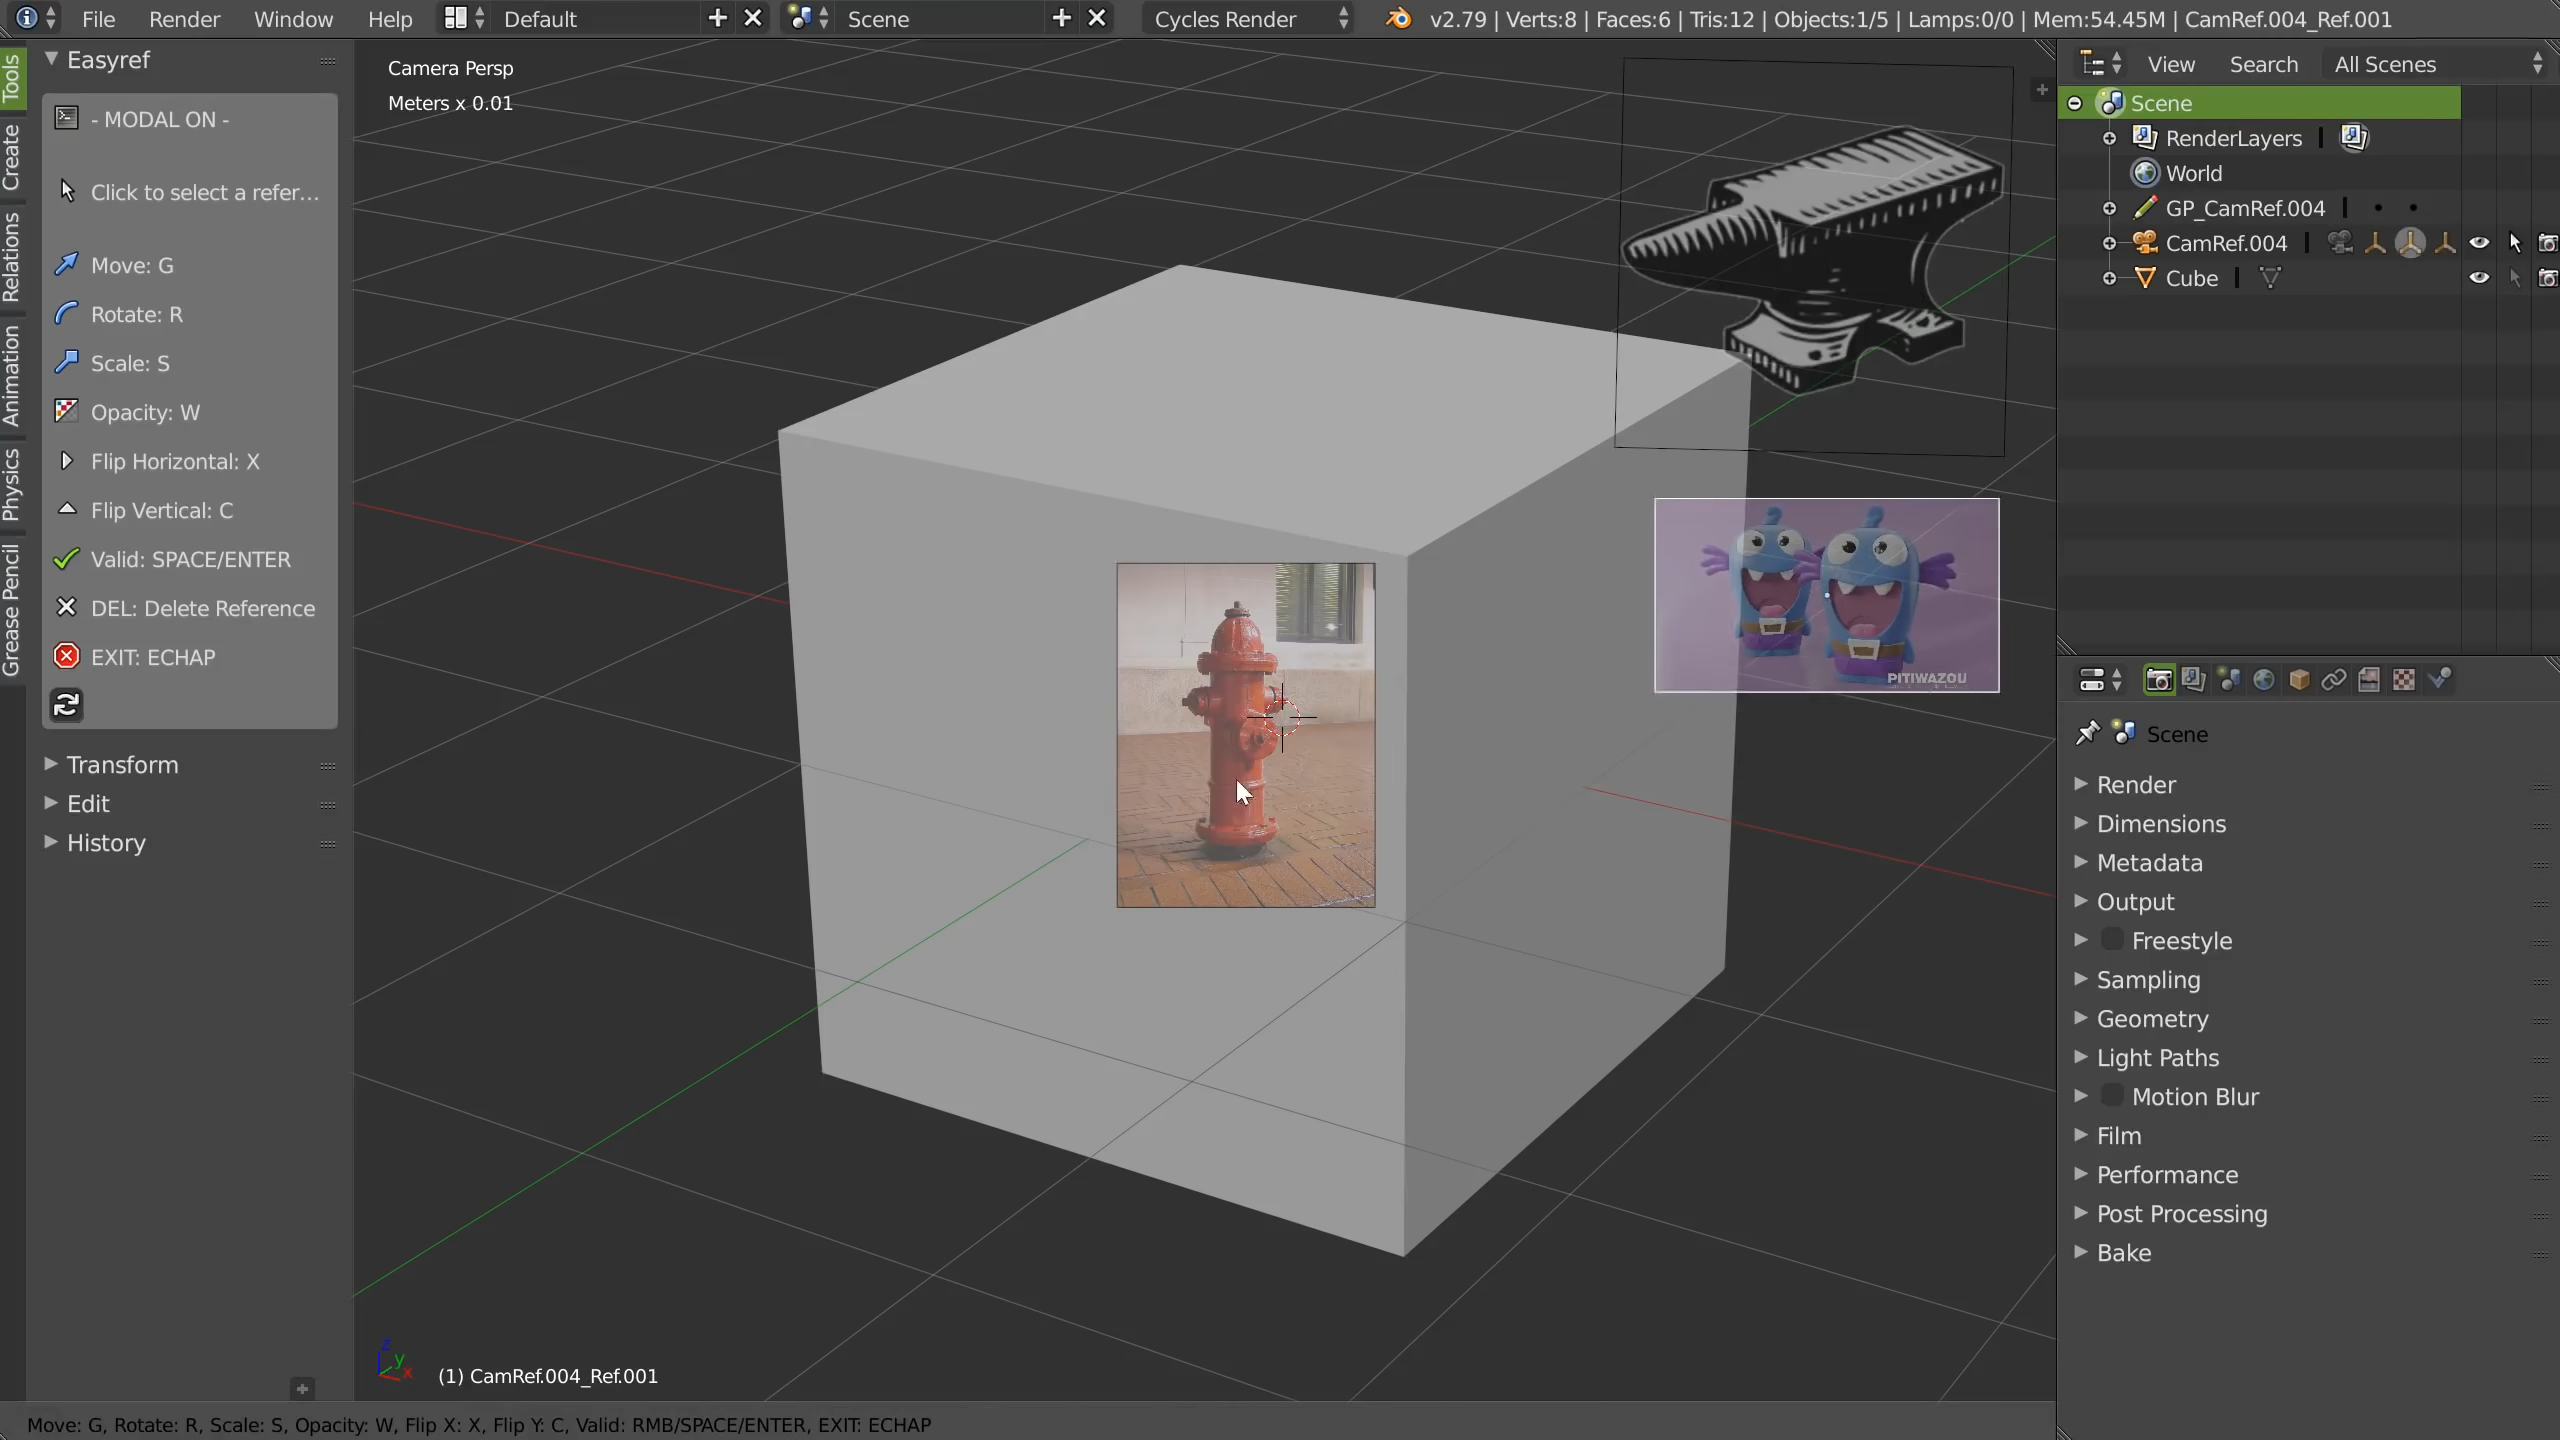 File Render Window Help Default Scene Cycles Render v2.79 | Verts:8 | Faces:6 | Tris:12 | Objects:1/5 | Lamps:0/0 | Mem:54.45M | CamRef.004_Ref.001
Tools
Create
Relations
Animation
Physics
Grease Pencil
Easyref
- MODAL ON -
Click to select a refer...
Move: G
Rotate: R
Scale: S
Opacity: W
Flip Horizontal: X
Flip Vertical: C
Valid: SPACE/ENTER
DEL: Delete Reference
EXIT: ECHAP
Transform
Edit
History
Camera Persp
Meters x 0.01
PITIWAZOU
z
y
x
(1) CamRef.004_Ref.001
Move: G, Rotate: R, Scale: S, Opacity: W, Flip X: X, Flip Y: C, Valid: RMB/SPACE/ENTER, EXIT: ECHAP
View Search All Scenes
Scene
RenderLayers |
World
GP_CamRef.004 |
CamRef.004 |
Cube |
Scene
Render
Dimensions
Metadata
Output
Freestyle
Sampling
Geometry
Light Paths
Motion Blur
Film
Performance
Post Processing
Bake